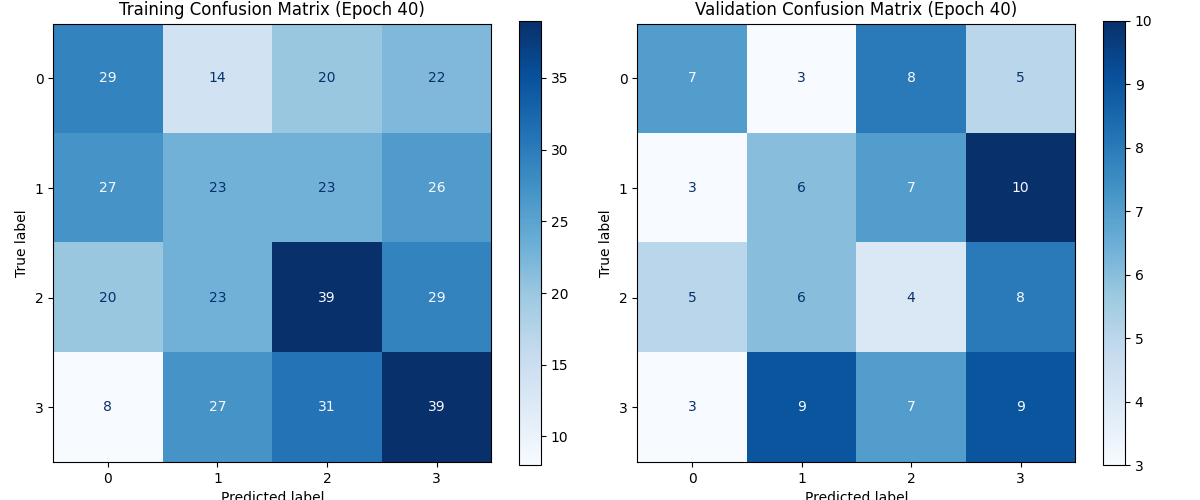 Training Confusion Matrix (Epoch 40)
Validation Confusion Matrix (Epoch 40)
True label
0
29 14 20 22
1
27 23 23 26
2
20 23 39 29
3
8 27 31 39
0 1 2 3
Predicted label
35
30
25
20
15
10
True label
0
7 3 8 5
1
3 6 7 10
2
5 6 4 8
3
3 9 7 9
0 1 2 3
Predicted label
10
9
8
7
6
5
4
3